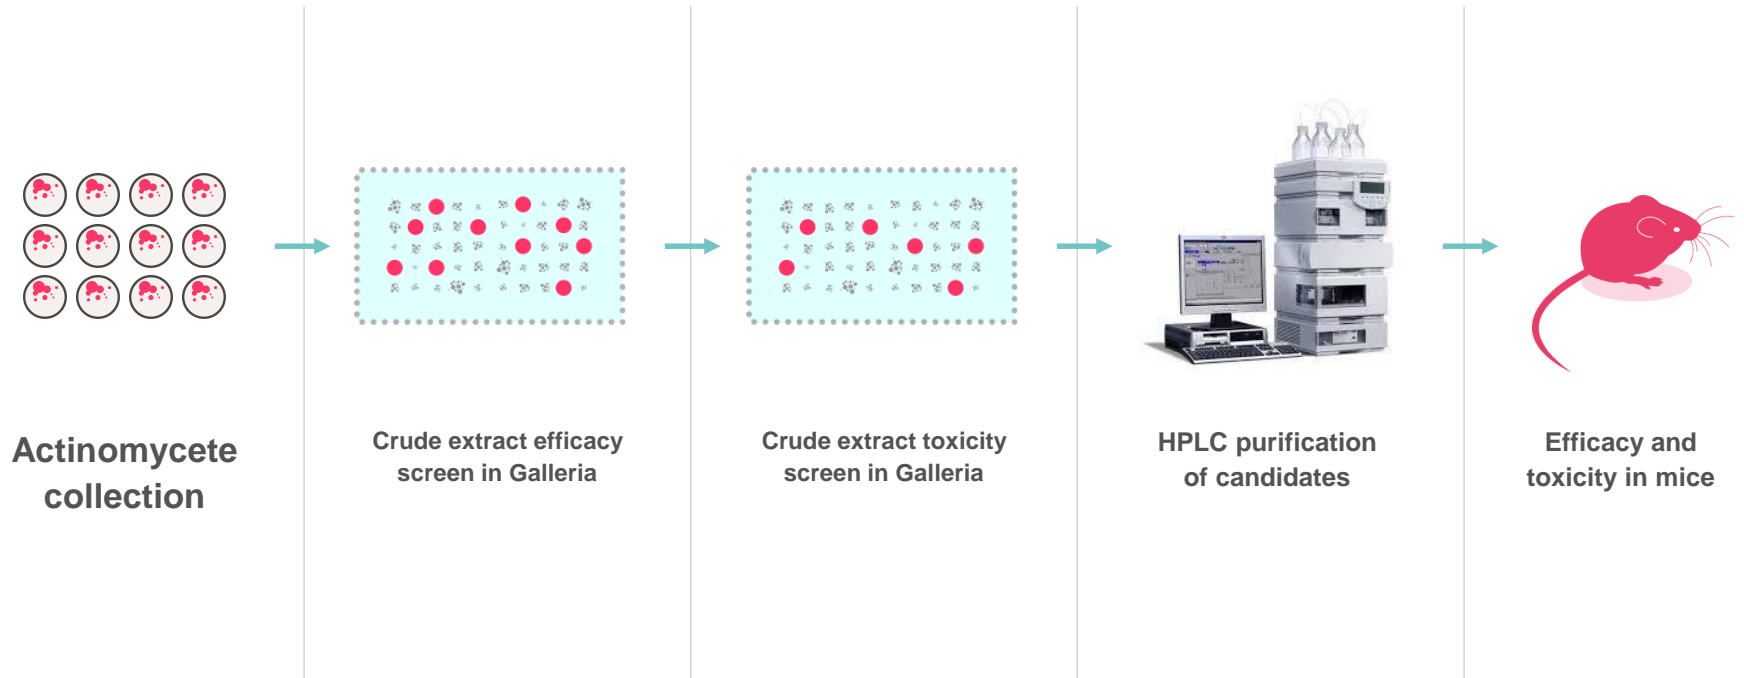 Actinomycete
collection
Crude extract efficacy
screen in Galleria
Crude extract toxicity
screen in Galleria
HPLC purification
of candidates
Efficacy and
toxicity in mice